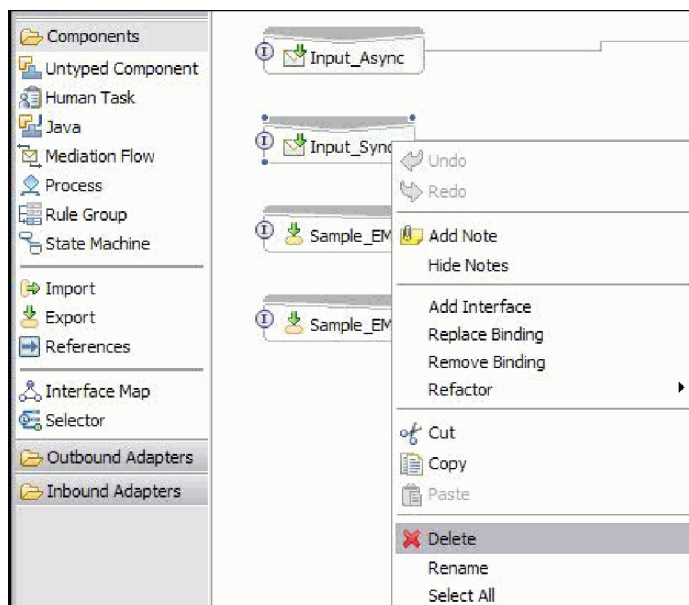 Components
Untyped Component
Human Task
Java
Mediation Flow
Process
Rule Group
State Machine
Import
Export
References
Interface Map
Selector
Outbound Adapters
Inbound Adapters
I Input_Async
I Input_Sync
I Sample_EM
I Sample_EM
Undo
Redo
Add Note
Hide Notes
Add Interface
Replace Binding
Remove Binding
Refactor
Cut
Copy
Paste
Delete
Rename
Select All